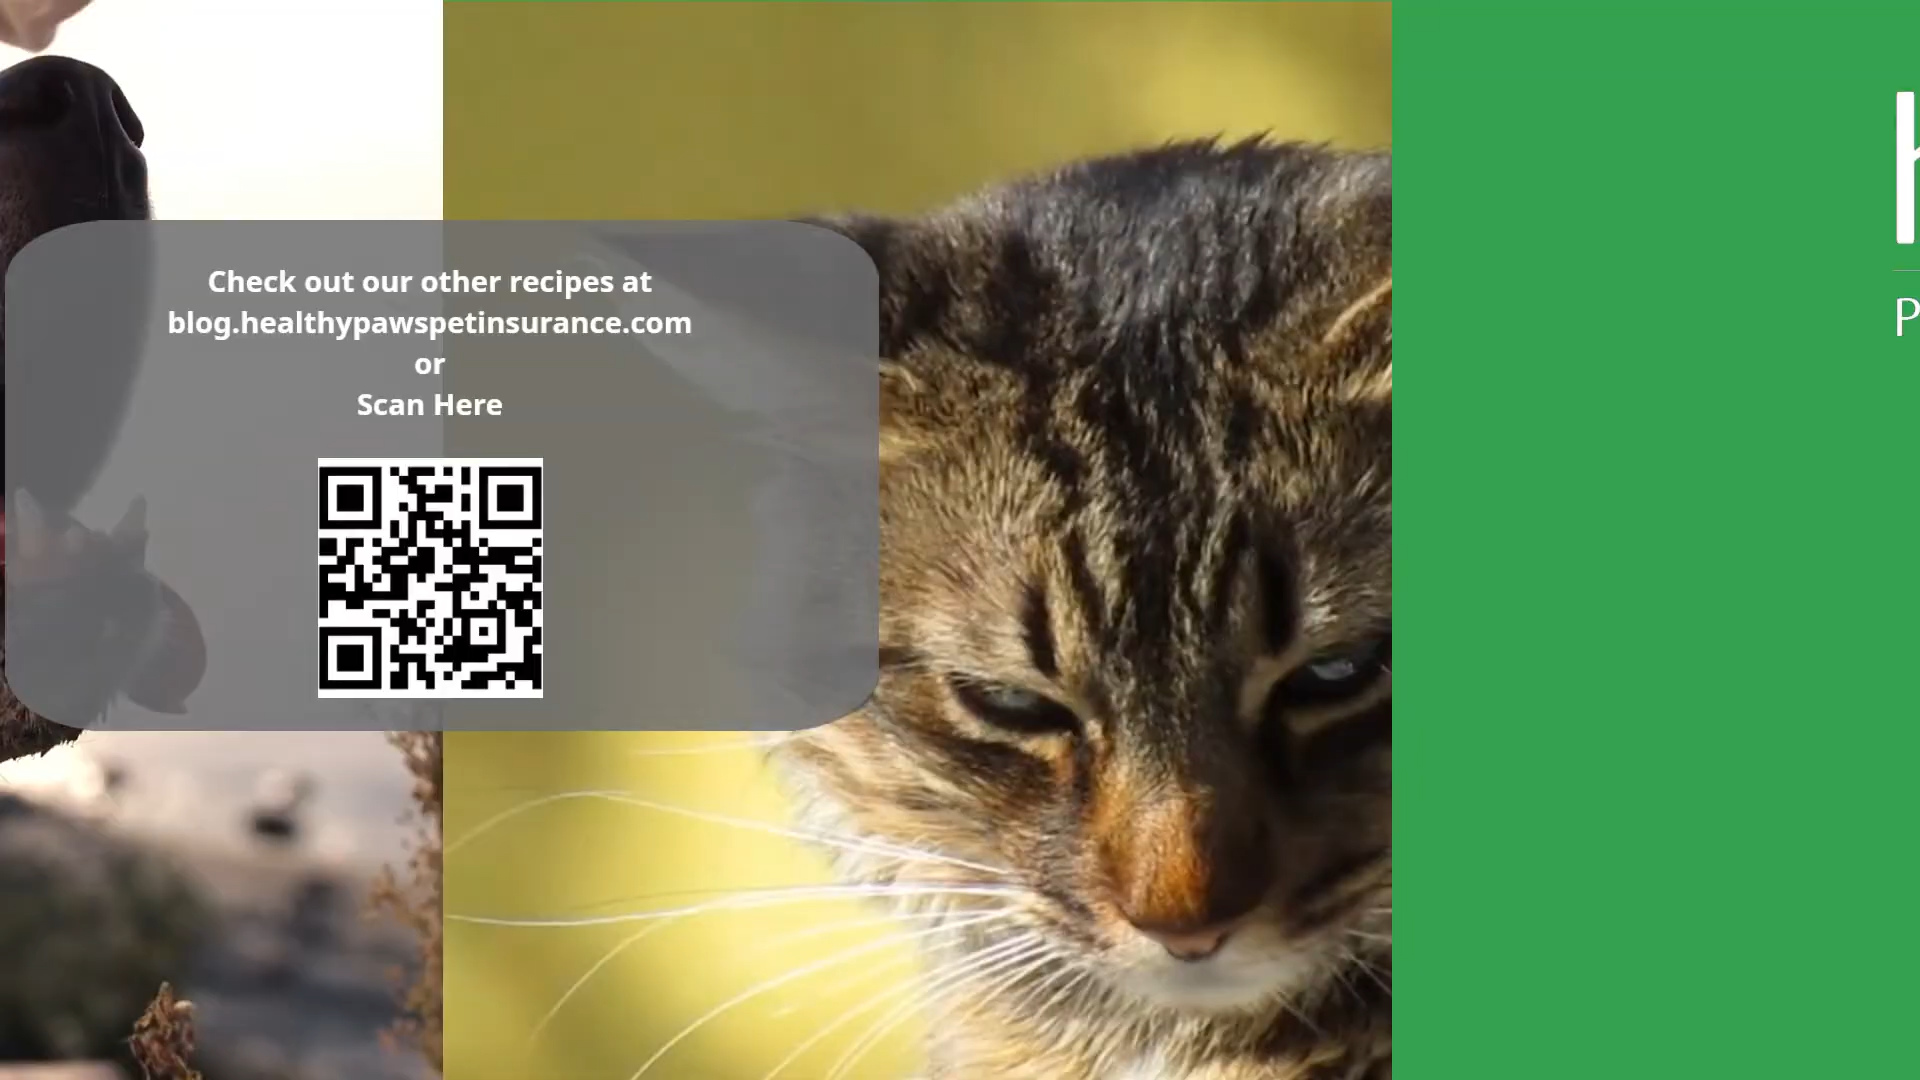 Check out our other recipes at
blog.healthypawspetinsurance.com
or
Scan Here